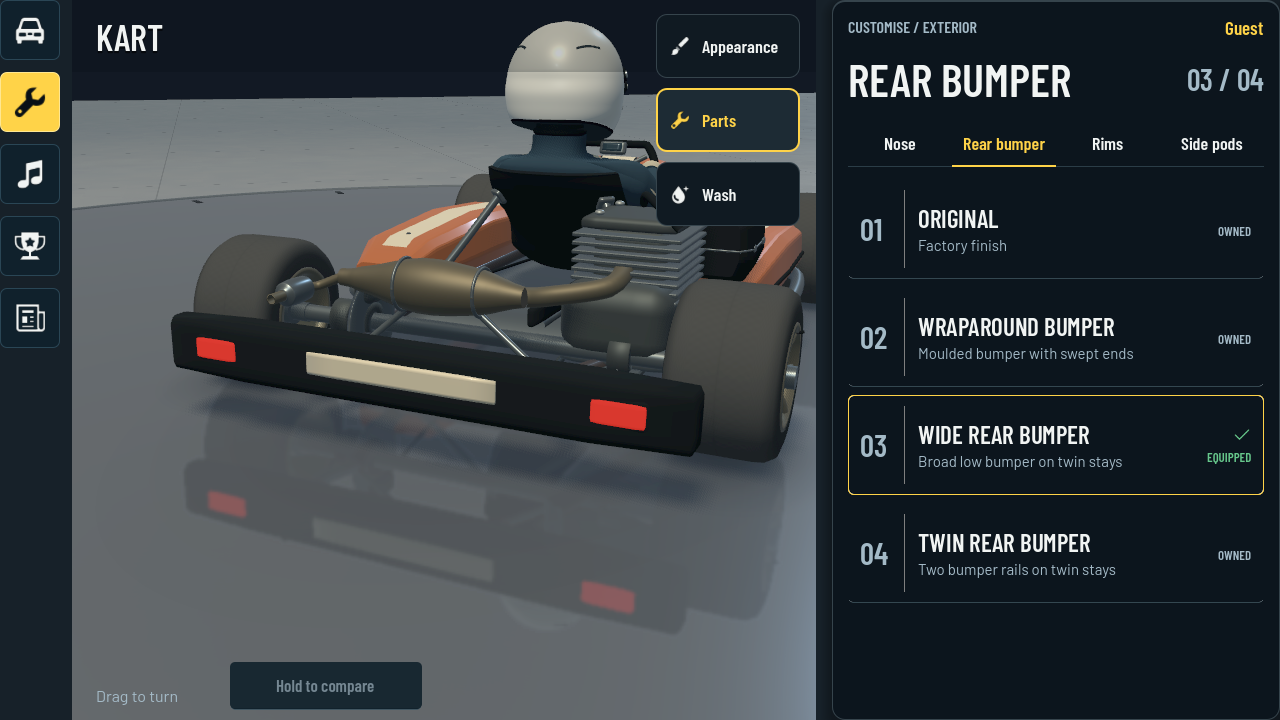 KART
Appearance
Parts
Wash
Drag to turn
Hold to compare
CUSTOMISE / EXTERIOR
Guest
REAR BUMPER
03 / 04
Nose
Rear bumper
Rims
Side pods
01
ORIGINAL
Factory finish
OWNED
02
WRAPAROUND BUMPER
Moulded bumper with swept ends
OWNED
03
WIDE REAR BUMPER
Broad low bumper on twin stays
EQUIPPED
04
TWIN REAR BUMPER
Two bumper rails on twin stays
OWNED